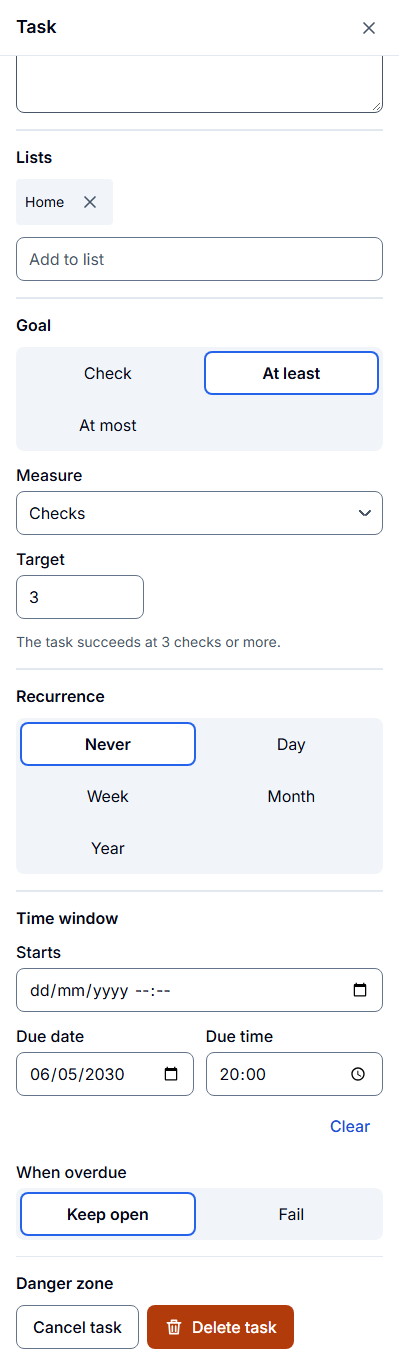 Task
Lists
Home
Add to list
Goal
Check
At least
At most
Measure
Checks
Target
3
The task succeeds at 3 checks or more.
Recurrence
Never
Day
Week
Month
Year
Time window
Starts
dd/mm/yyyy --:--
Due date
Due time
06/05/2030
20:00
Clear
When overdue
Keep open
Fail
Danger zone
Cancel task
Delete task